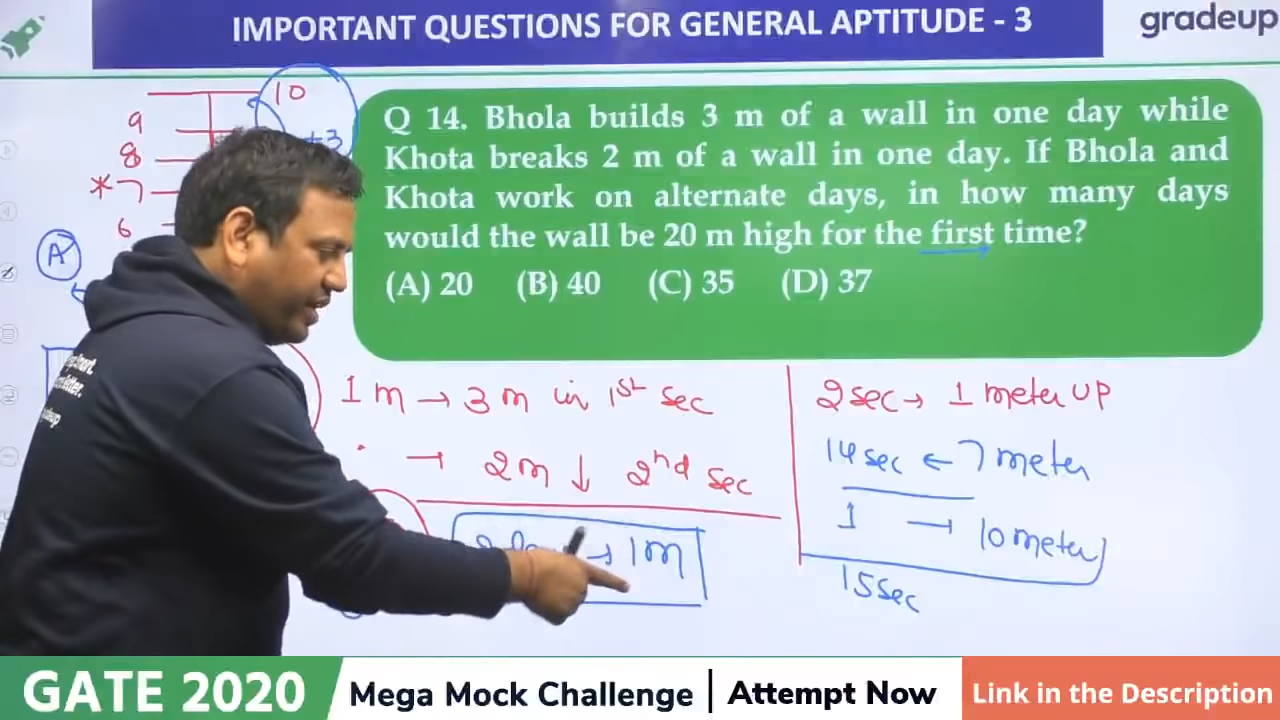 IMPORTANT QUESTIONS FOR GENERAL APTITUDE - 3
gradeup
10
9
+3
8
*7
6
A
Q 14. Bhola builds 3 m of a wall in one day while
Khota breaks 2 m of a wall in one day. If Bhola and
Khota work on alternate days, in how many days
would the wall be 20 m high for the first time?
(A) 20 (B) 40 (C) 35 (D) 37
1 m → 3 m in 1st sec
→ 2m ↓ 2nd sec
→ 1m
2sec → 1 meter up
14sec ← 7 meter
1 → 10 meter
15sec
GATE 2020
Mega Mock Challenge | Attempt Now
Link in the Description